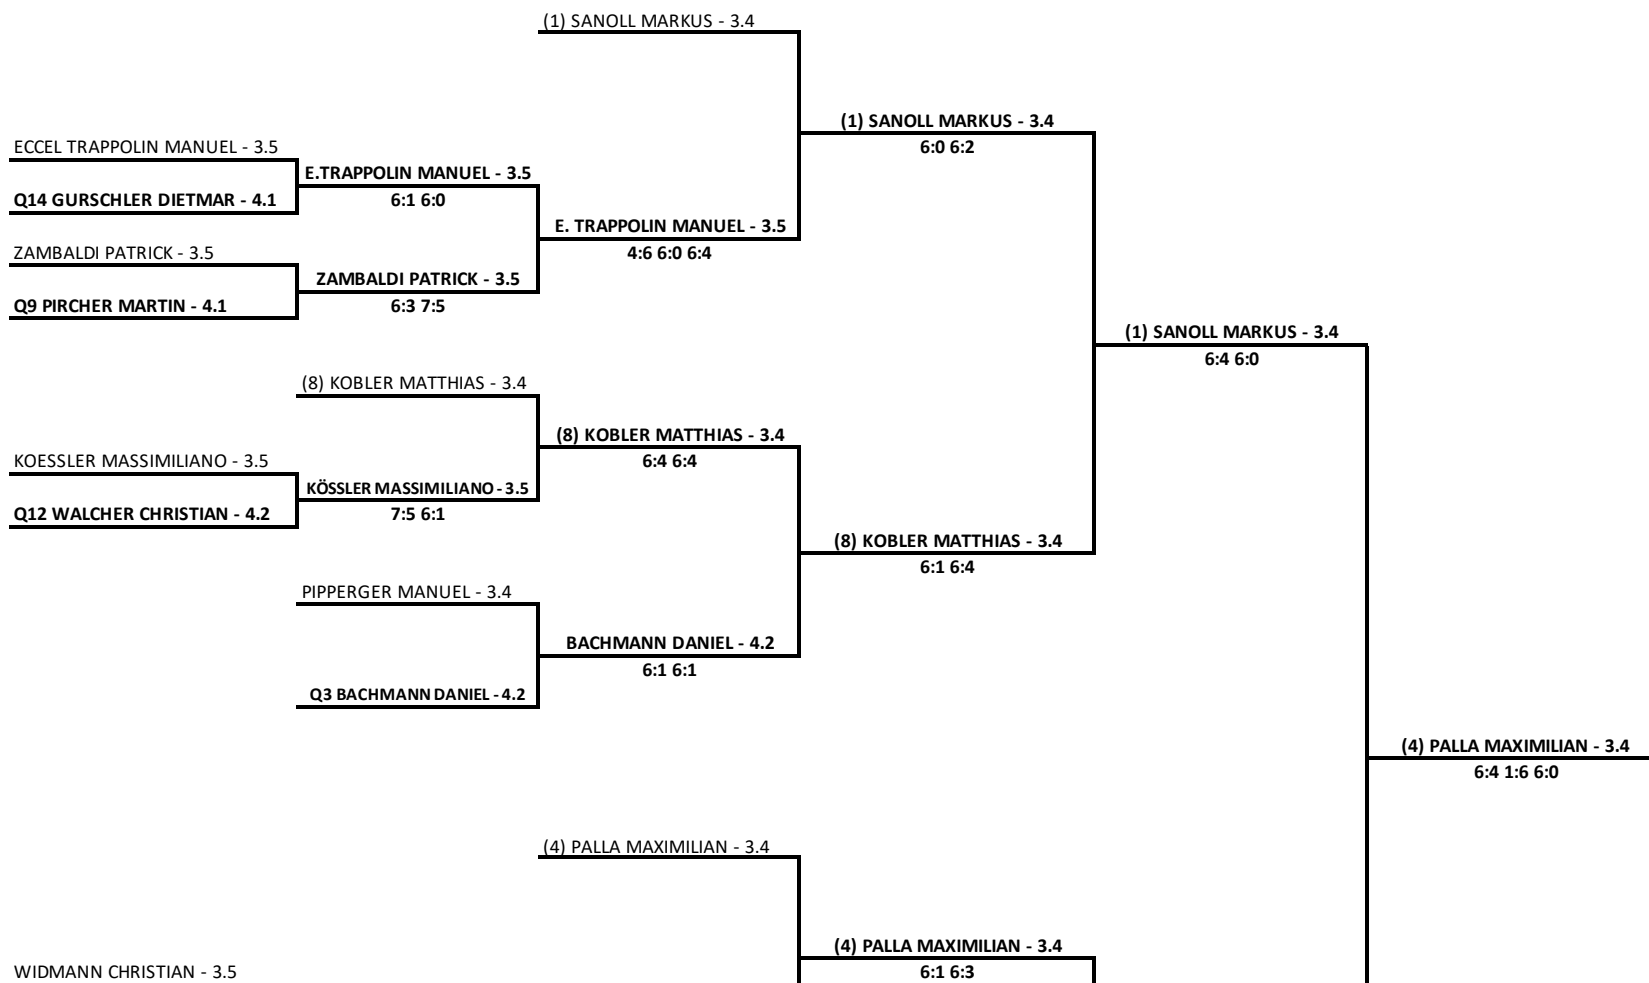 (1) SANOLL MARKUS - 3.4
(1) SANOLL MARKUS - 3.4
6:0 6:2
ECCEL TRAPPOLIN MANUEL - 3.5
E.TRAPPOLIN MANUEL - 3.5
Q14 GURSCHLER DIETMAR - 4.1
6:1 6:0
E. TRAPPOLIN MANUEL - 3.5
ZAMBALDI PATRICK - 3.5
4:6 6:0 6:4
ZAMBALDI PATRICK - 3.5
Q9 PIRCHER MARTIN - 4.1
6:3 7:5
(1) SANOLL MARKUS - 3.4
6:4 6:0
(8) KOBLER MATTHIAS - 3.4
(8) KOBLER MATTHIAS - 3.4
KOESSLER MASSIMILIANO - 3.5
6:4 6:4
KÖSSLER MASSIMILIANO - 3.5
Q12 WALCHER CHRISTIAN - 4.2
7:5 6:1
(8) KOBLER MATTHIAS - 3.4
6:1 6:4
PIPPERGER MANUEL - 3.4
BACHMANN DANIEL - 4.2
6:1 6:1
Q3 BACHMANN DANIEL - 4.2
(4) PALLA MAXIMILIAN - 3.4
6:4 1:6 6:0
(4) PALLA MAXIMILIAN - 3.4
(4) PALLA MAXIMILIAN - 3.4
WIDMANN CHRISTIAN - 3.5
6:1 6:3